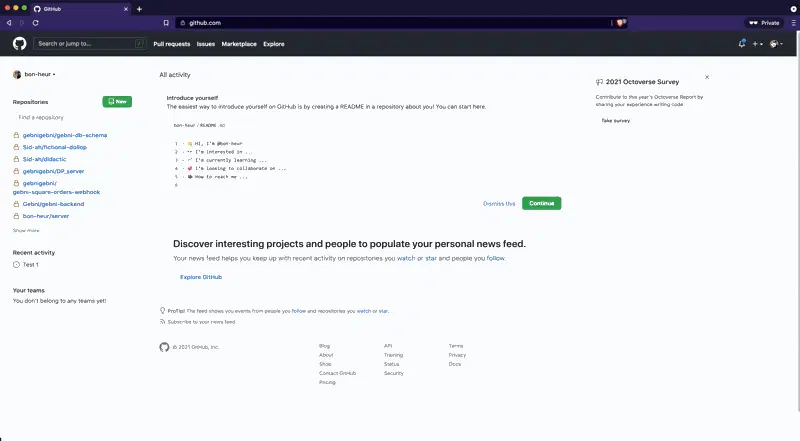 GitHub
github.com
Private
Search or jump to...
/
Pull requests Issues Marketplace Explore
bon-heur
Repositories
New
Find a repository
gebnigebni/gebni-db-schema
Sid-ah/fictional-dollop
Sid-ah/didactic
gebnigebni/DP_server
gebnigebni/
gebni-square-orders-webhook
Gebni/gebni-backend
bon-heur/server
Show more
Recent activity
Test 1
Your teams
You don't belong to any teams yet!
All activity
Introduce yourself
The easiest way to introduce yourself on GitHub is by creating a README in a repository about you! You can start here.
bon-heur / README.md
1 - 👋 Hi, I'm @bon-heur
2 - 👀 I'm interested in ...
3 - 🌱 I'm currently learning ...
4 - 💞️ I'm looking to collaborate on ...
5 - 📫 How to reach me ...
6
Dismiss this
Continue
Discover interesting projects and people to populate your personal news feed.
Your news feed helps you keep up with recent activity on repositories you watch or star and people you follow.
Explore GitHub
ProTip! The feed shows you events from people you follow and repositories you watch or star.
Subscribe to your news feed
© 2021 GitHub, Inc.
Blog
About
Shop
Contact GitHub
Pricing
API
Training
Status
Security
Terms
Privacy
Docs
2021 Octoverse Survey
Contribute to this year's Octoverse Report by
sharing your experience writing code
Take survey